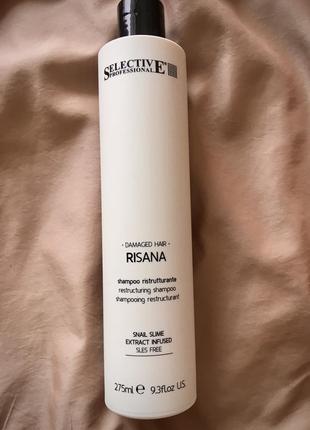 SELECTIVE
PROFESSIONAL
• DAMAGED HAIR •
RISANA
shampoo ristrutturante
restructuring shampoo
shampooing restructurant
SNAIL SLIME
EXTRACT INFUSED
SLES FREE
275ml e 9.3fl.oz U.S.